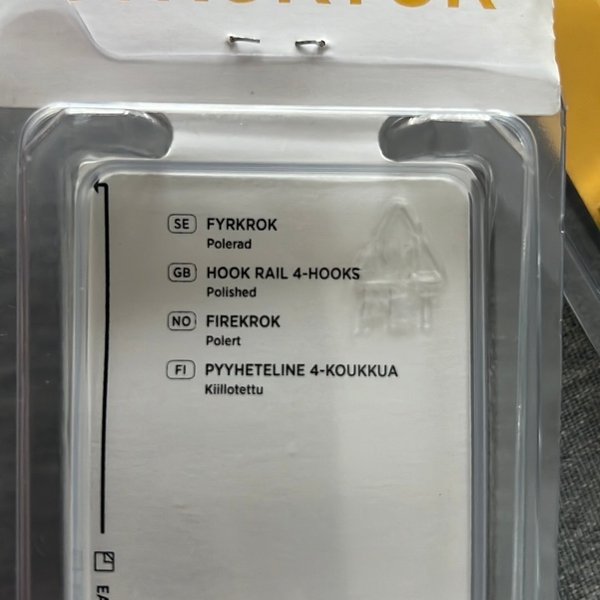 SE FYRKROK
Polerad
GB HOOK RAIL 4-HOOKS
Polished
NO FIREKROK
Polert
FI PYYHETELINE 4-KOUKKUA
Kiillotettu